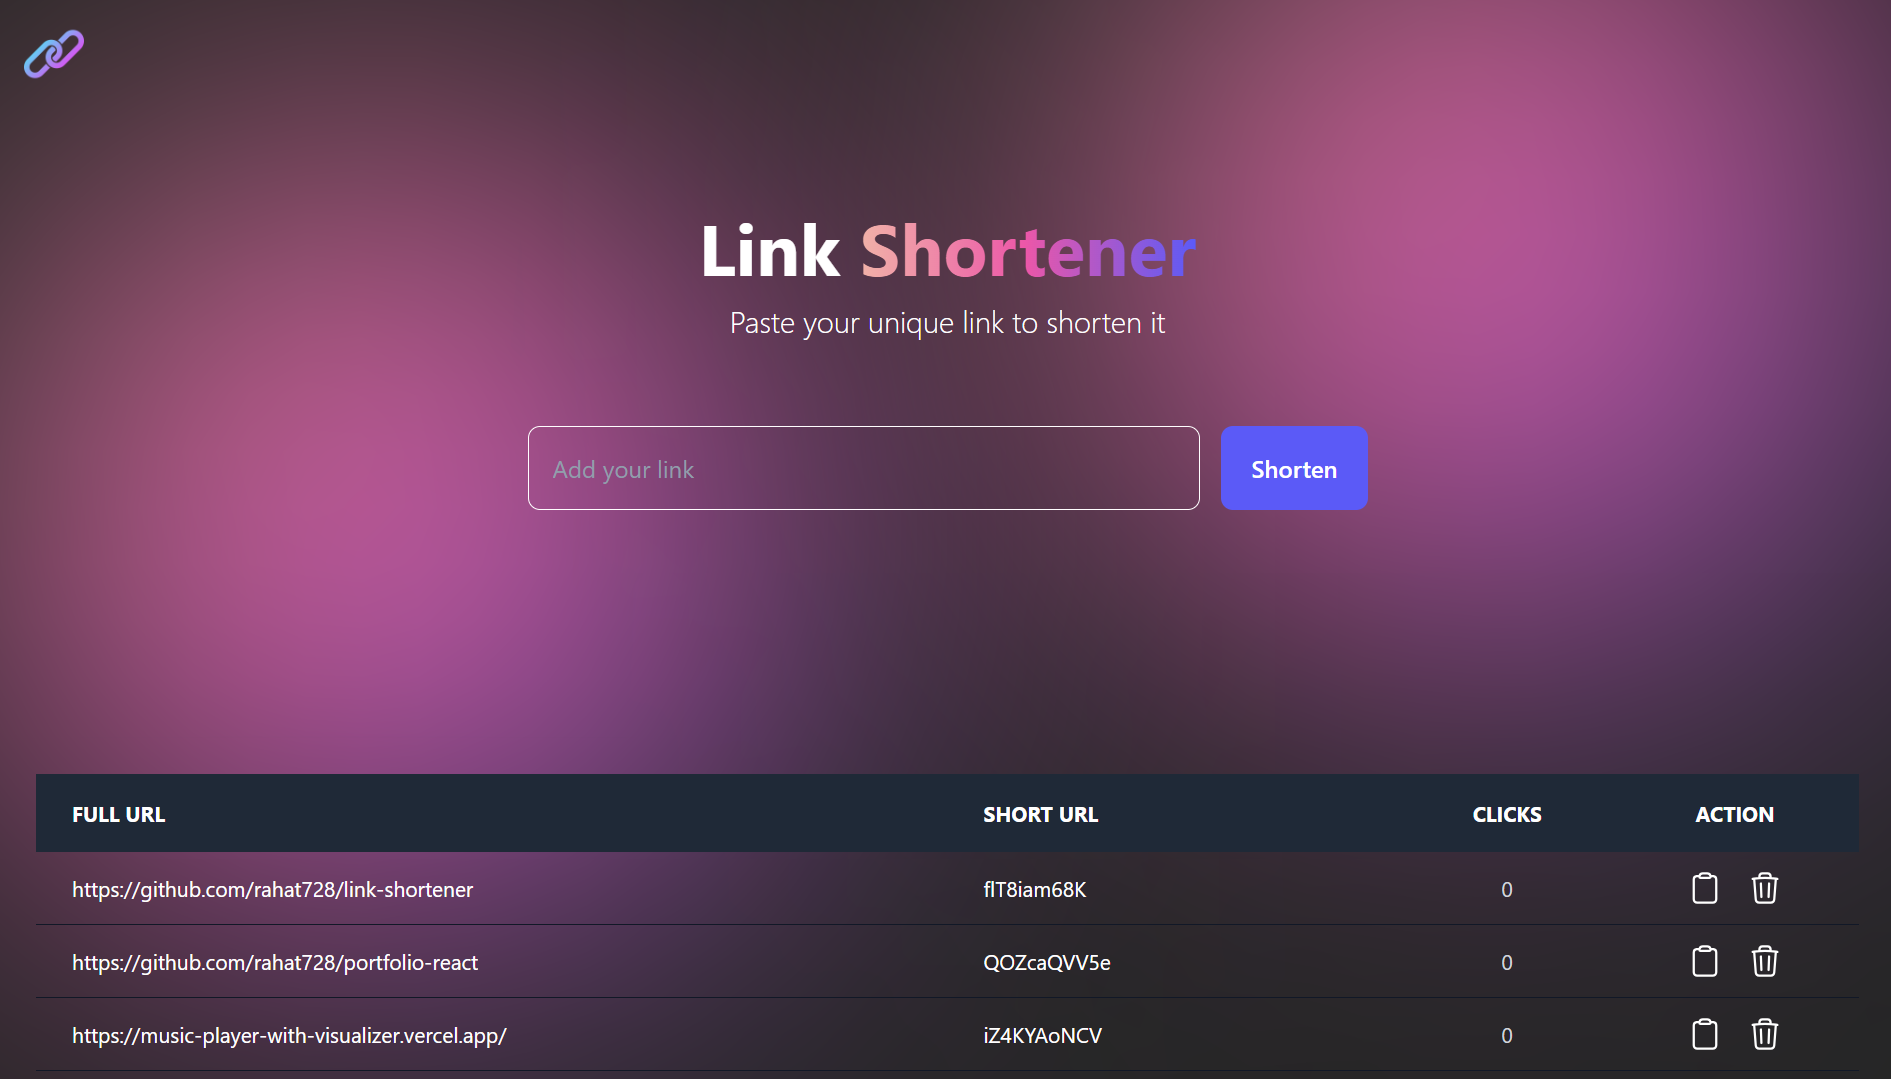 Link Shortener
Paste your unique link to shorten it
Add your link
Shorten
FULL URL SHORT URL CLICKS ACTION
https://github.com/rahat728/link-shortener flT8iam68K 0
https://github.com/rahat728/portfolio-react QOZcaQVV5e 0
https://music-player-with-visualizer.vercel.app/ iZ4KYAoNCV 0